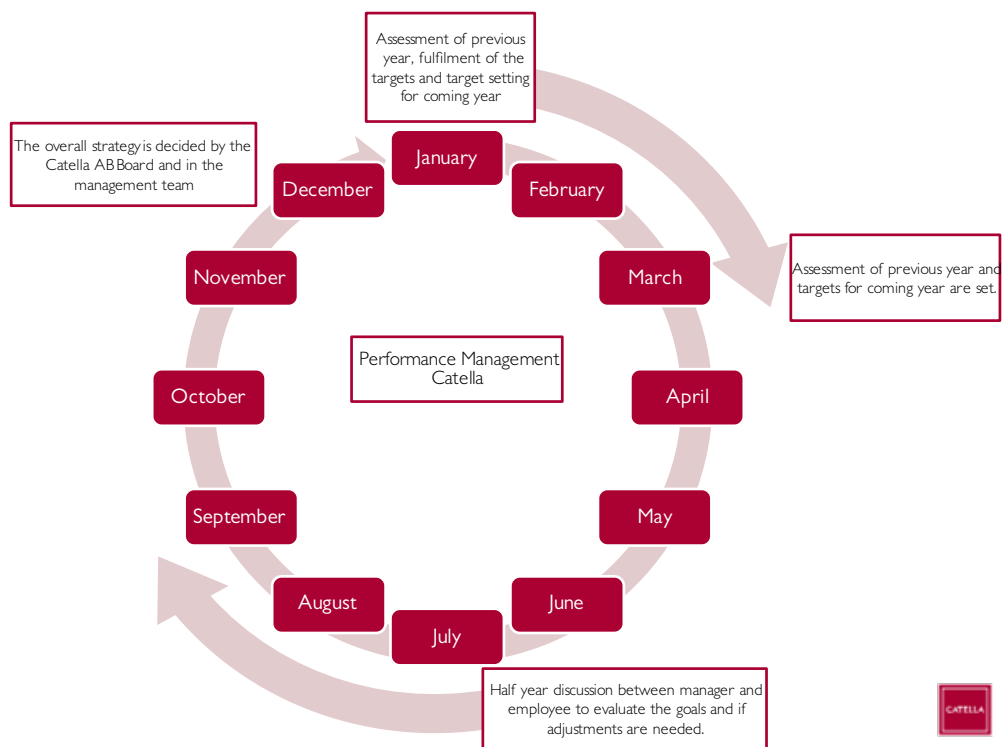 Assessment of previous
year, fulfilment of the
targets and target setting
for coming year
The overall strategy is decided by the
Catella AB Board and in the
management team
January
February
March
April
May
June
July
August
September
October
November
December
Assessment of previous year and
targets for coming year are set.
Performance Management
Catella
Half year discussion between manager and
employee to evaluate the goals and if
adjustments are needed.
CATELLA